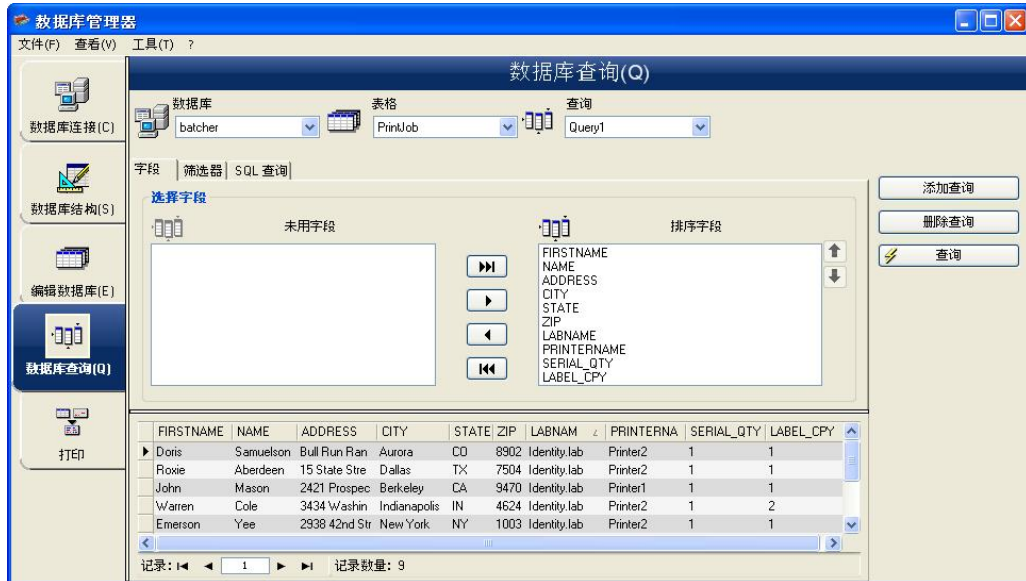 数据库管理器
文件(F) 查看(V) 工具(T) ?
数据库查询(Q)
数据库连接(C)
数据库结构(S)
编辑数据库(E)
数据库查询(Q)
打印
数据库 表格 查询
batcher PrintJob Query1
字段 筛选器 SQL 查询
选择字段
未用字段 排序字段
FIRSTNAME
NAME
ADDRESS
CITY
STATE
ZIP
LABNAME
PRINTERNAME
SERIAL_QTY
LABEL_CPY
添加查询
删除查询
查询
FIRSTNAME NAME ADDRESS CITY STATE ZIP LABNAM PRINTERNA SERIAL_QTY LABEL_CPY
Doris Samuelson Bull Run Ran Aurora CO 8902 Identity.lab Printer2 1 1
Roxie Aberdeen 15 State Stre Dallas TX 7504 Identity.lab Printer2 1 1
John Mason 2421 Prospec Berkeley CA 9470 Identity.lab Printer1 1 1
Warren Cole 3434 Washin Indianapolis IN 4624 Identity.lab Printer2 1 2
Emerson Yee 2938 42nd Str New York NY 1003 Identity.lab Printer2 1 1
记录: 1 记录数量: 9